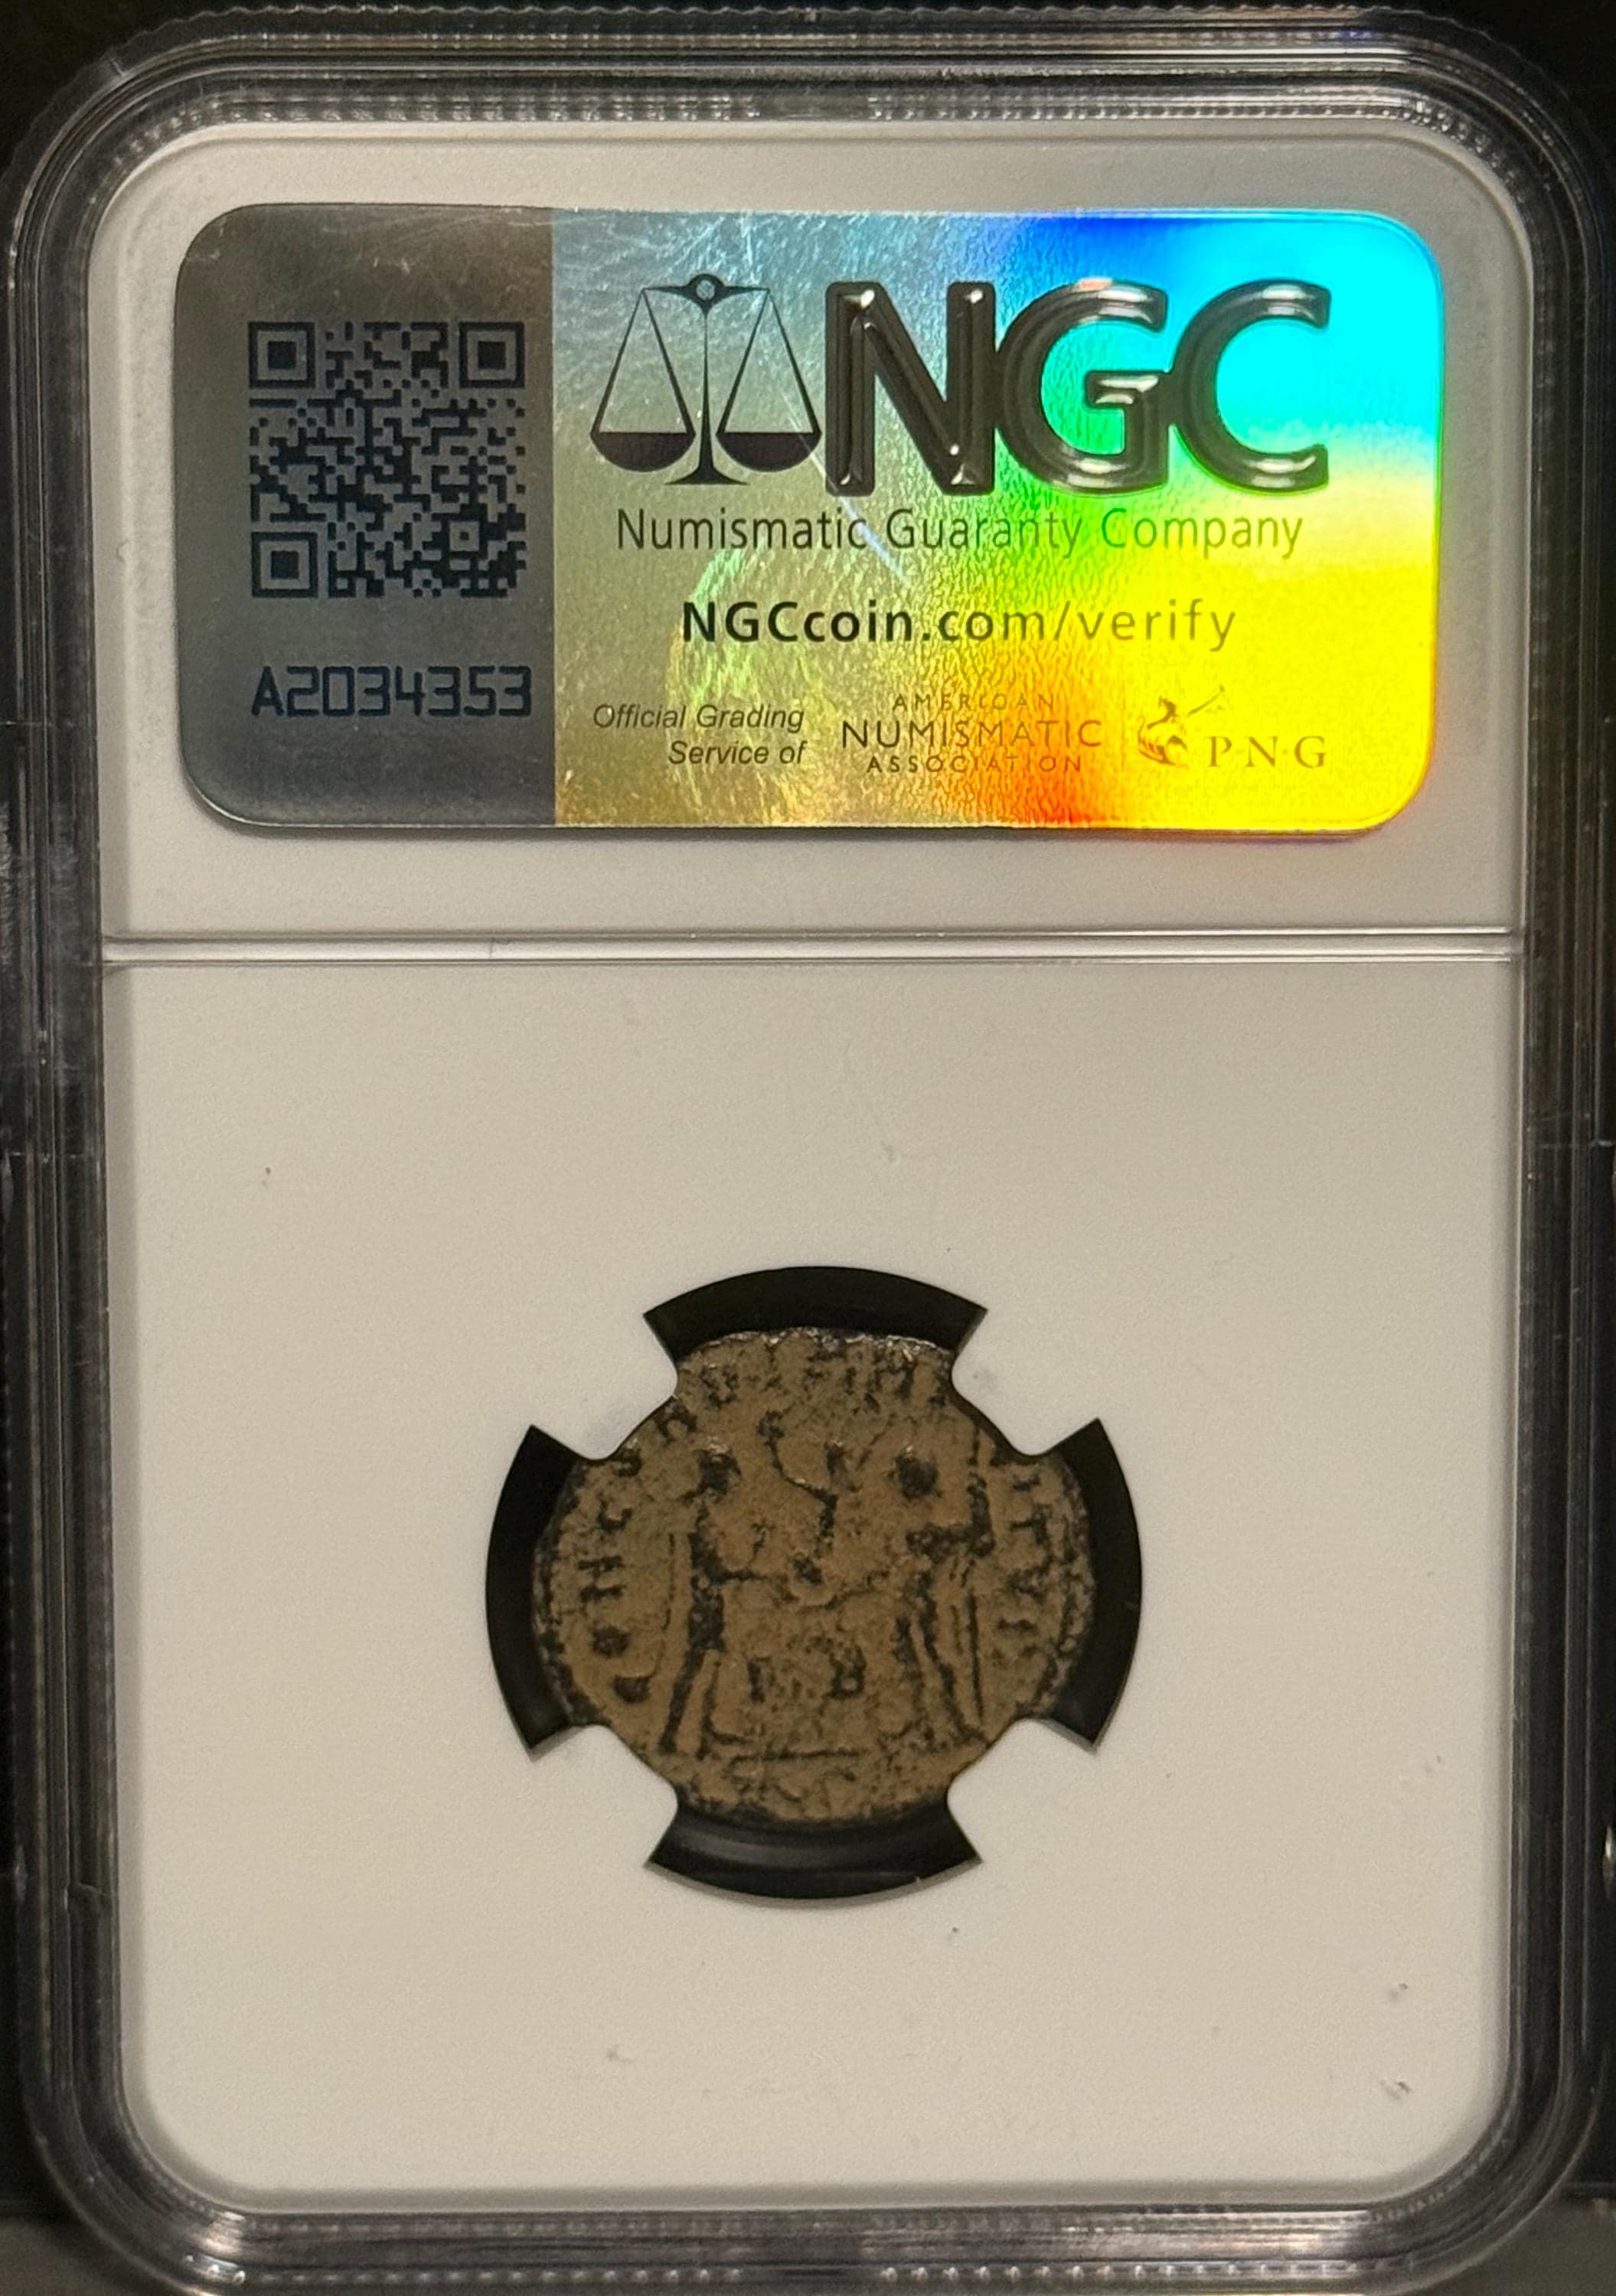 NGC
Numismatic Guaranty Company
NGCcoin.com/verify
A2034353
Official Grading
Service of
AMERICAN
NUMISMATIC
ASSOCIATION
PNG